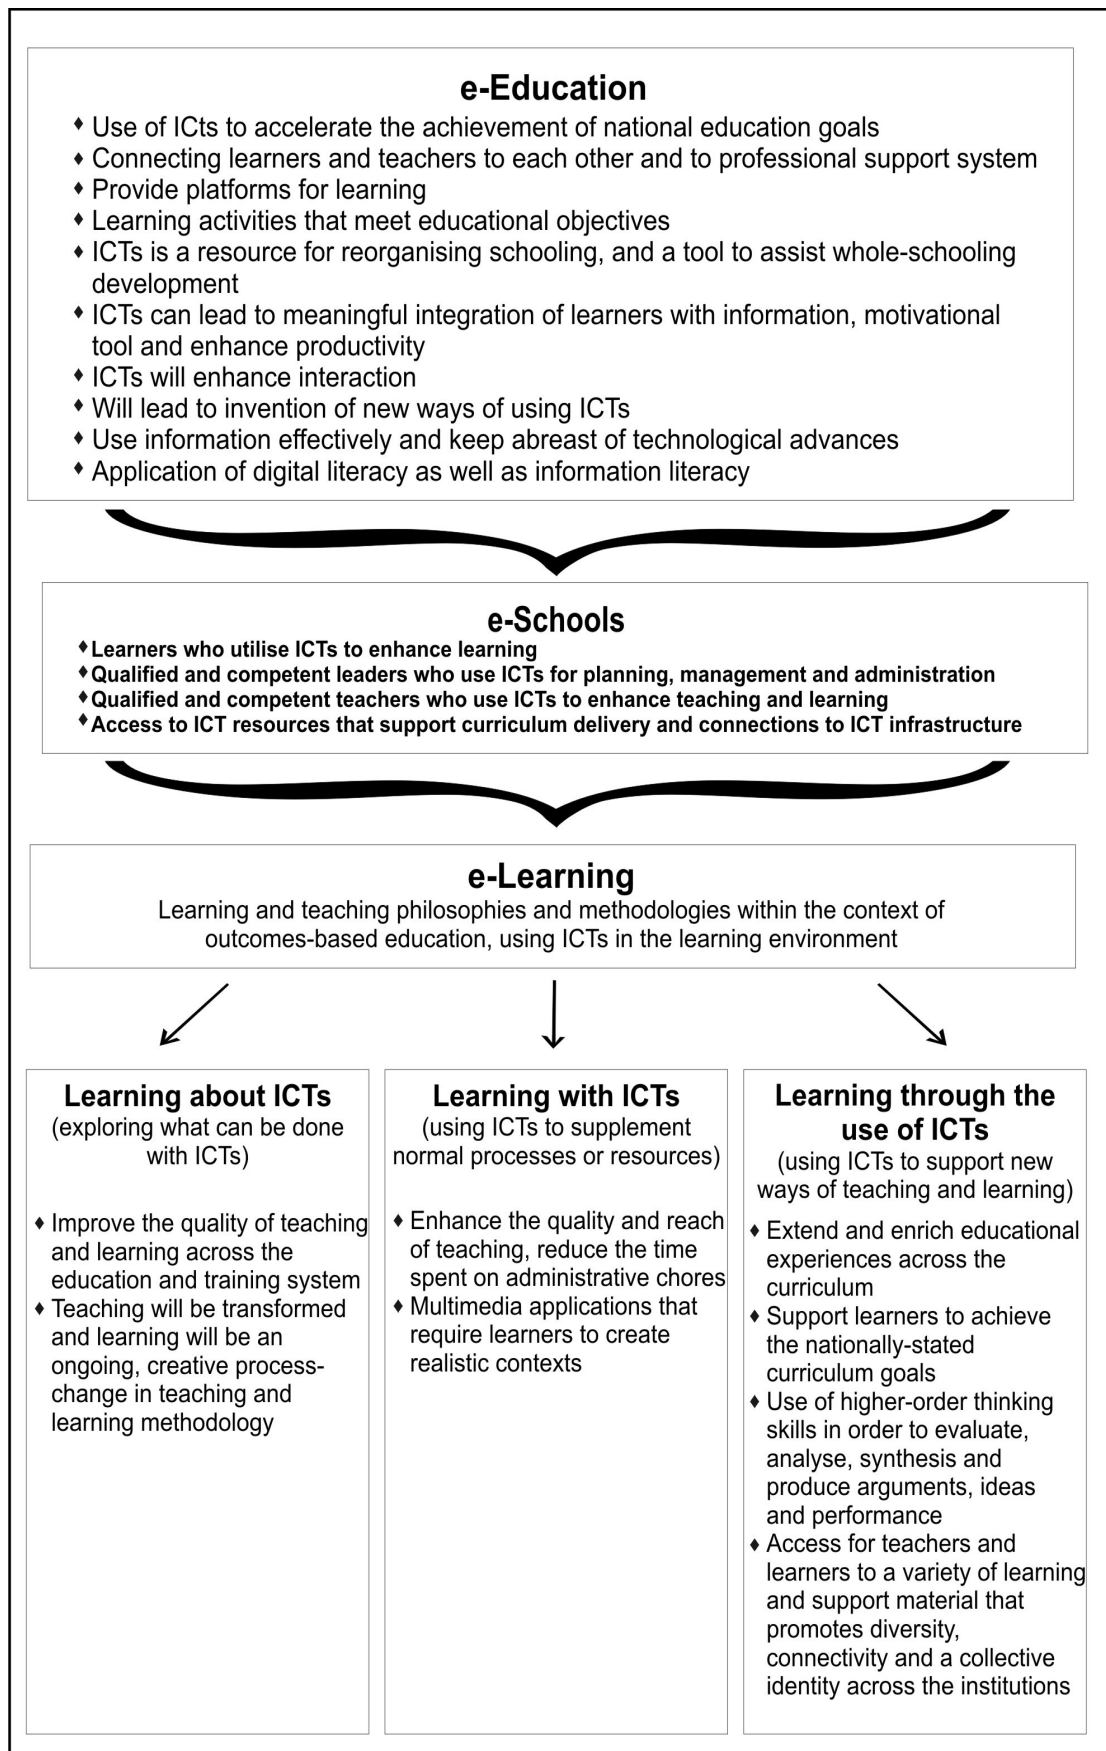 e-Education
♦ Use of ICts to accelerate the achievement of national education goals
♦ Connecting learners and teachers to each other and to professional support system
♦ Provide platforms for learning
♦ Learning activities that meet educational objectives
♦ ICTs is a resource for reorganising schooling, and a tool to assist whole-schooling
development
♦ ICTs can lead to meaningful integration of learners with information, motivational
tool and enhance productivity
♦ ICTs will enhance interaction
♦ Will lead to invention of new ways of using ICTs
♦ Use information effectively and keep abreast of technological advances
♦ Application of digital literacy as well as information literacy
e-Schools
♦ Learners who utilise ICTs to enhance learning
♦ Qualified and competent leaders who use ICTs for planning, management and administration
♦ Qualified and competent teachers who use ICTs to enhance teaching and learning
♦ Access to ICT resources that support curriculum delivery and connections to ICT infrastructure
e-Learning
Learning and teaching philosophies and methodologies within the context of
outcomes-based education, using ICTs in the learning environment
Learning about ICTs
(exploring what can be done
with ICTs)
♦ Improve the quality of teaching
and learning across the
education and training system
♦ Teaching will be transformed
and learning will be an
ongoing, creative process-
change in teaching and
learning methodology
Learning with ICTs
(using ICTs to supplement
normal processes or resources)
♦ Enhance the quality and reach
of teaching, reduce the time
spent on administrative chores
♦ Multimedia applications that
require learners to create
realistic contexts
Learning through the
use of ICTs
(using ICTs to support new
ways of teaching and learning)
♦ Extend and enrich educational
experiences across the
curriculum
♦ Support learners to achieve
the nationally-stated
curriculum goals
♦ Use of higher-order thinking
skills in order to evaluate,
analyse, synthesis and
produce arguments, ideas
and performance
♦ Access for teachers and
learners to a variety of learning
and support material that
promotes diversity,
connectivity and a collective
identity across the institutions